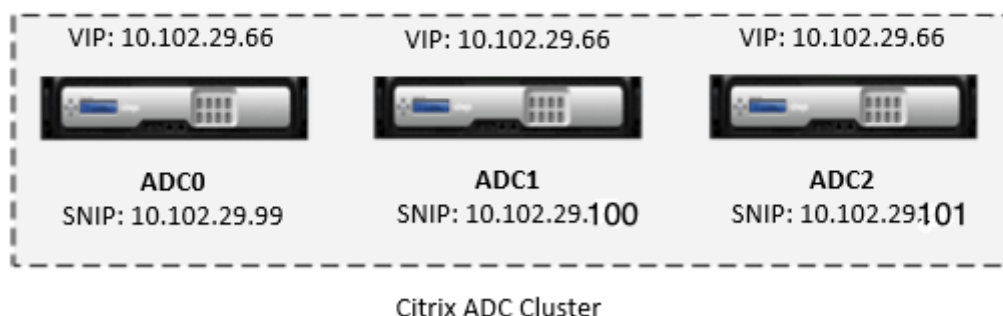 VIP: 10.102.29.66 VIP: 10.102.29.66 VIP: 10.102.29.66
ADC0 ADC1 ADC2
SNIP: 10.102.29.99 SNIP: 10.102.29.100 SNIP: 10.102.29.101
Citrix ADC Cluster